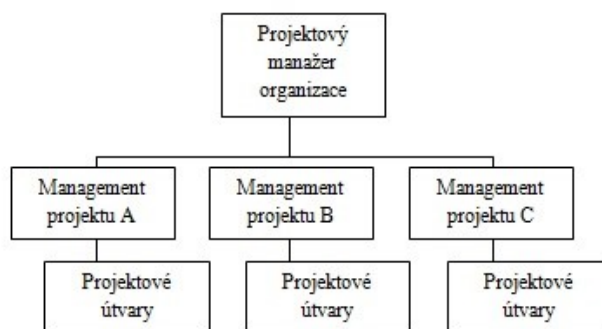 Projektový
manažer
organizace
Management
projektu A
Management
projektu B
Management
projektu C
Projektové
útvary
Projektové
útvary
Projektové
útvary